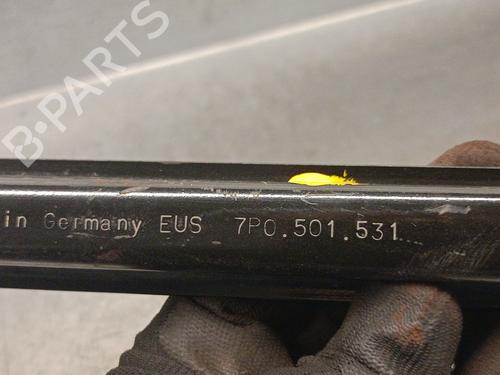 B-PARTS
in Germany EUS 7P0.501.531